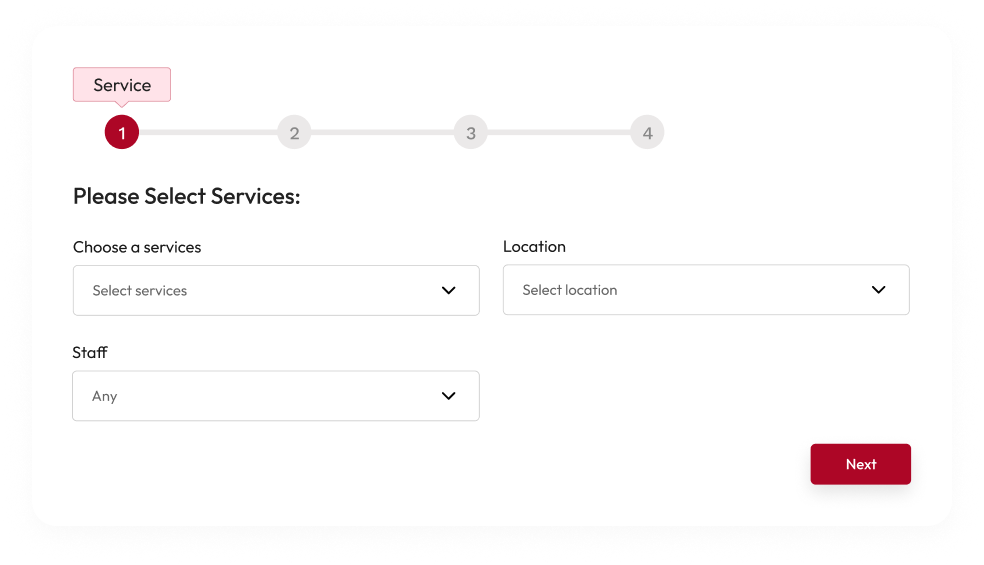 Service
1 2 3 4
Please Select Services:
Choose a services
Location
Select services
Select location
Staff
Any
Next